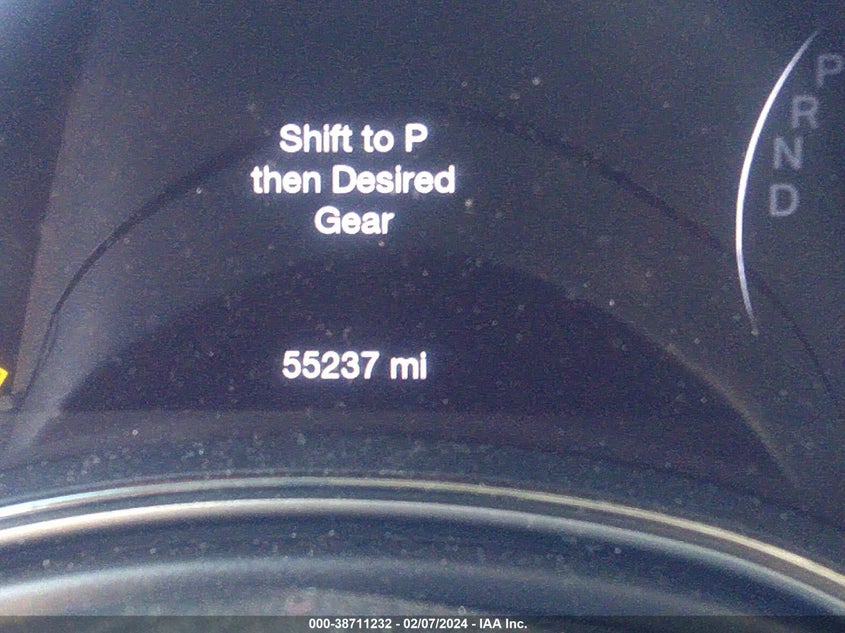 Shift to P
then Desired
Gear
P
R
N
D
55237 mi
000-38711232 - 02/07/2024 - IAA Inc.